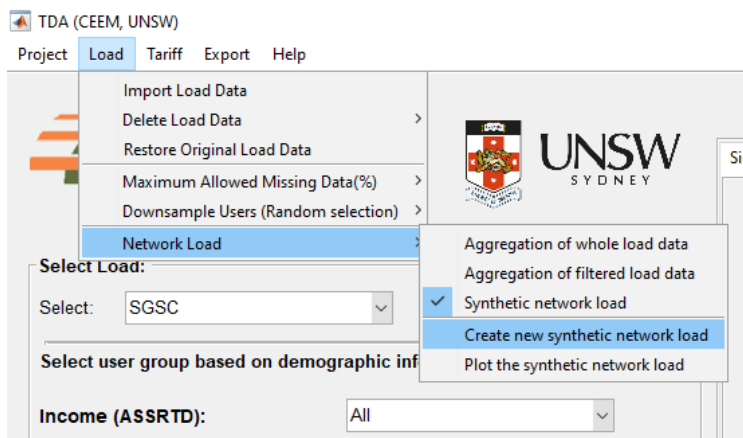 TDA (CEEM, UNSW)
Project Load Tariff Export Help
Import Load Data
Delete Load Data
Restore Original Load Data
Maximum Allowed Missing Data(%)
Downsample Users (Random selection)
Network Load
UNSW
SYDNEY
Si
Aggregation of whole load data
Aggregation of filtered load data
Synthetic network load
Create new synthetic network load
Plot the synthetic network load
Select Load:
Select: SGSC
Select user group based on demographic inf
Income (ASSRTD): All